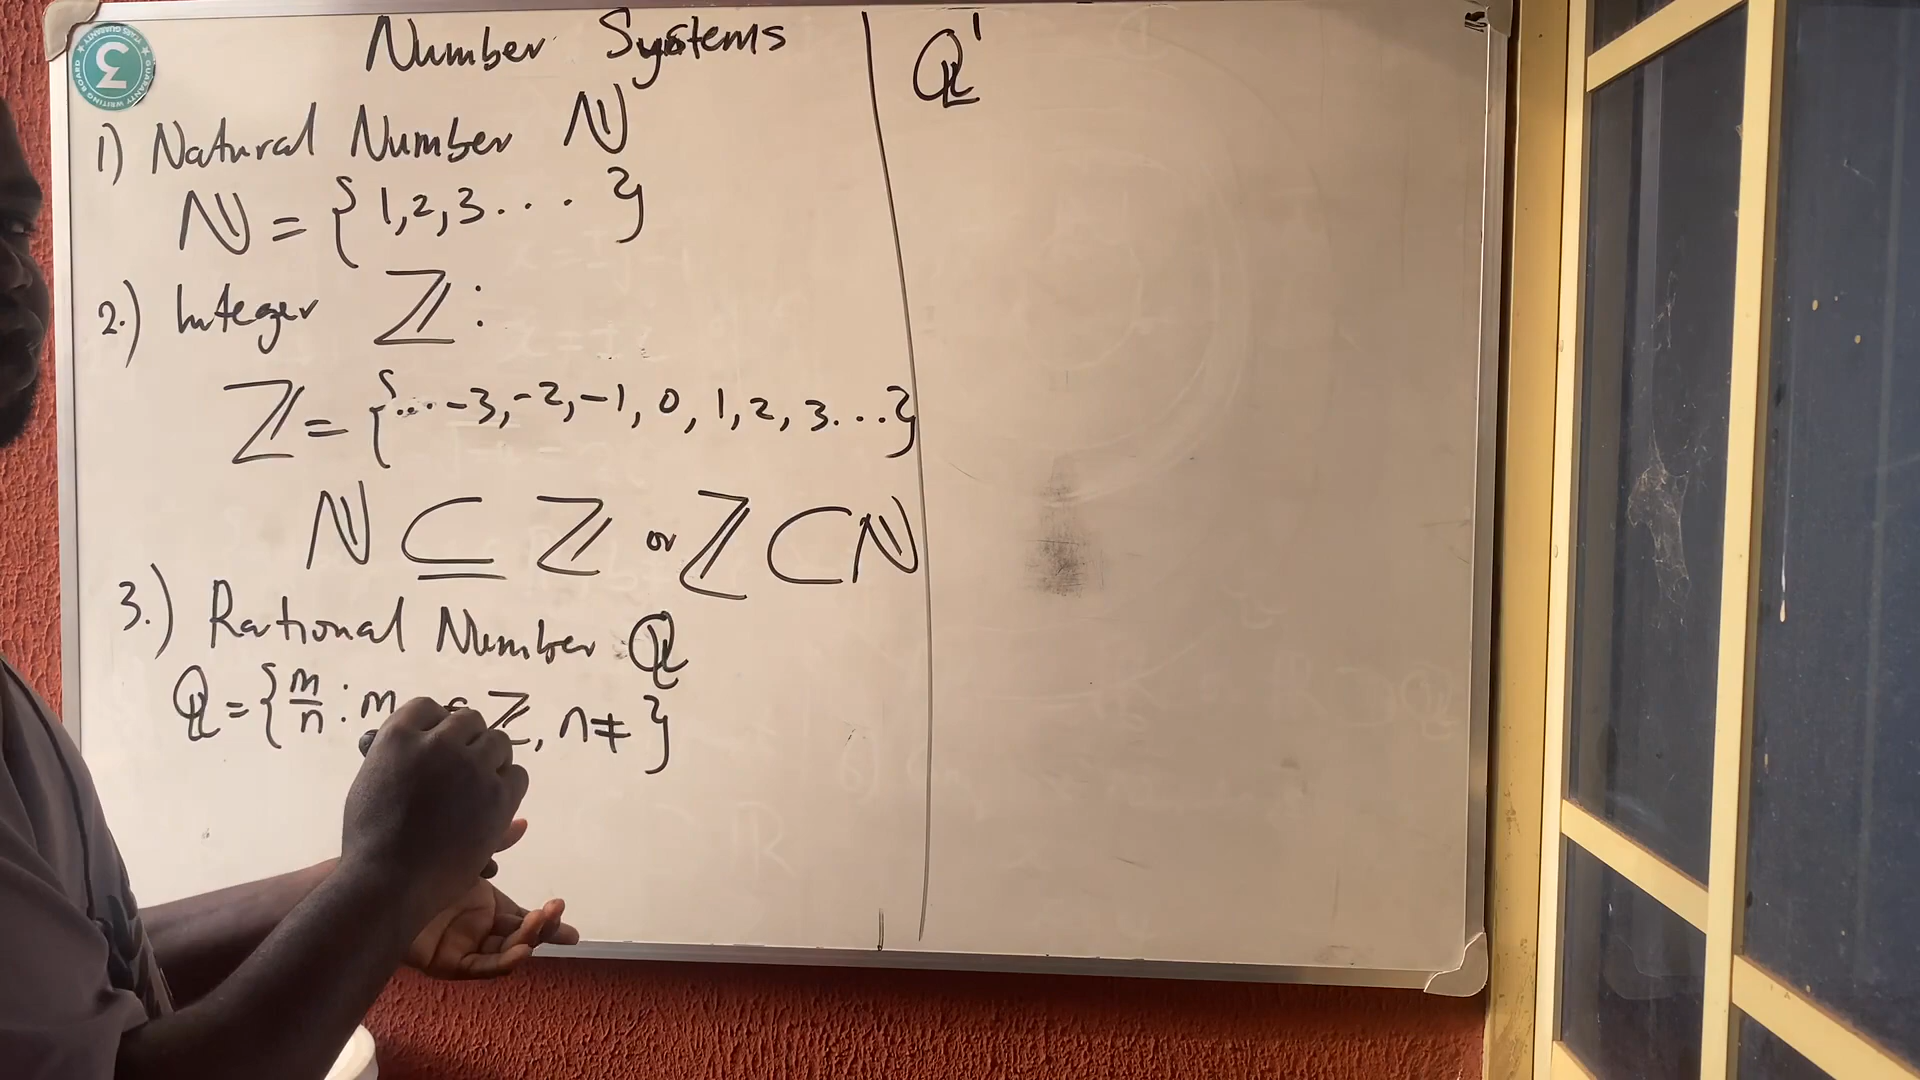 Number Systems
1) Natural Number ℕ
ℕ = {1, 2, 3 . . . }
2.) Integer ℤ :
ℤ = {... -3, -2, -1, 0, 1, 2, 3 . . . }
ℕ ⊆ ℤ or ℤ ⊂ ℕ
3.) Rational Number ℚ
ℚ = {m/n : m ℤ, n ≠ }
ℚ'